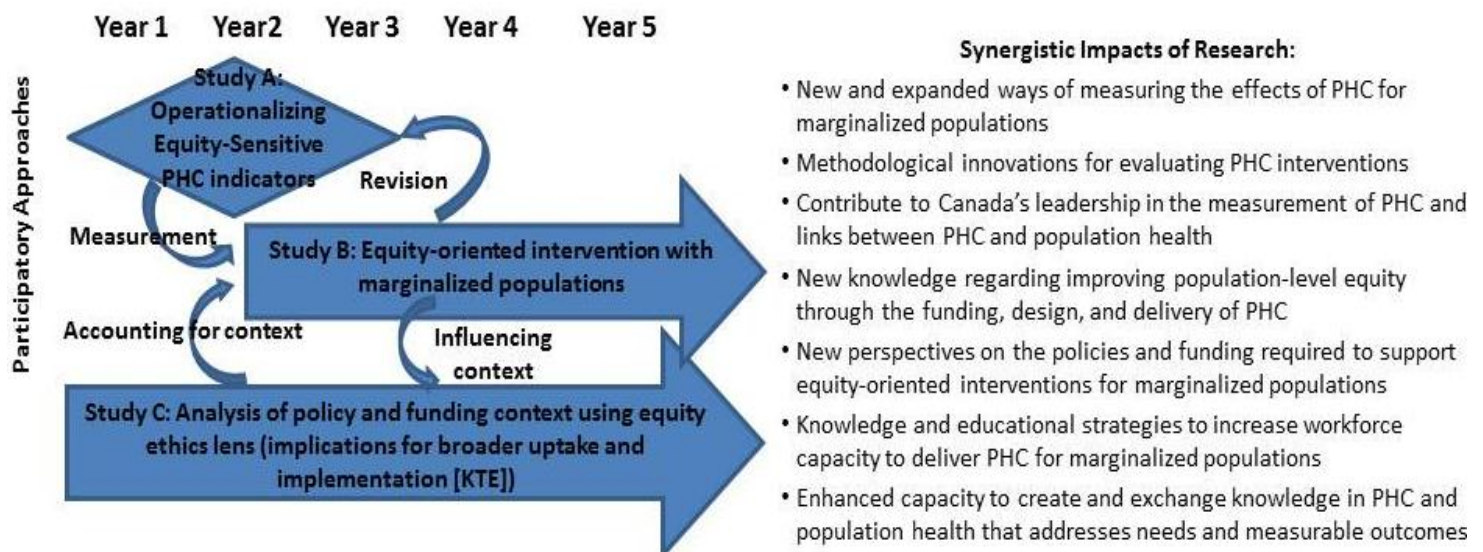 Year 1 Year2 Year 3 Year 4 Year 5
Participatory Approaches
Study A:
Operationalizing
Equity-Sensitive
PHC indicators
Revision
Measurement
Study B: Equity-oriented intervention with
marginalized populations
Accounting for context
Influencing
context
Study C: Analysis of policy and funding context using equity
ethics lens (implications for broader uptake and
implementation [KTE])
Synergistic Impacts of Research:
• New and expanded ways of measuring the effects of PHC for
marginalized populations
• Methodological innovations for evaluating PHC interventions
• Contribute to Canada’s leadership in the measurement of PHC and
links between PHC and population health
• New knowledge regarding improving population-level equity
through the funding, design, and delivery of PHC
• New perspectives on the policies and funding required to support
equity-oriented interventions for marginalized populations
• Knowledge and educational strategies to increase workforce
capacity to deliver PHC for marginalized populations
• Enhanced capacity to create and exchange knowledge in PHC and
population health that addresses needs and measurable outcomes